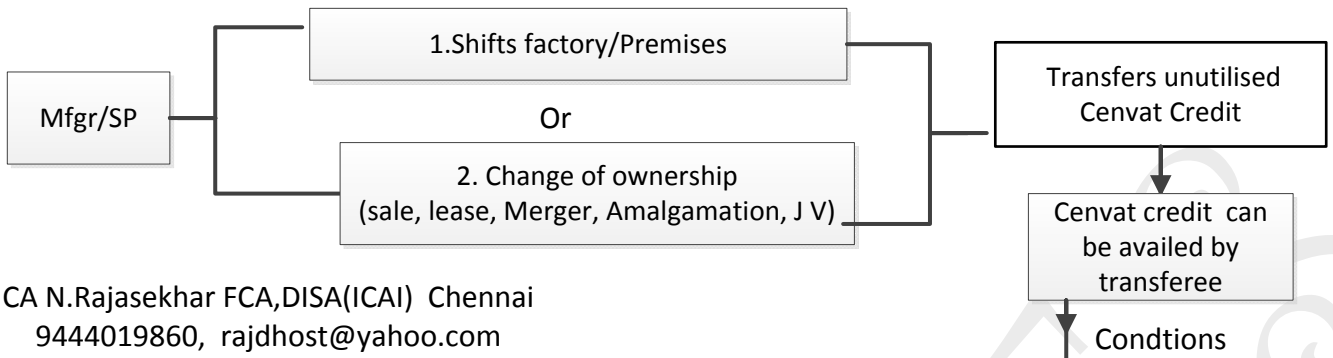 Mfgr/SP
1.Shifts factory/Premises
Or
2. Change of ownership
(sale, lease, Merger, Amalgamation, J V)
Transfers unutilised
Cenvat Credit
Cenvat credit can
be availed by
transferee
Condtions
CA N.Rajasekhar FCA,DISA(ICAI) Chennai
9444019860, rajdhost@yahoo.com